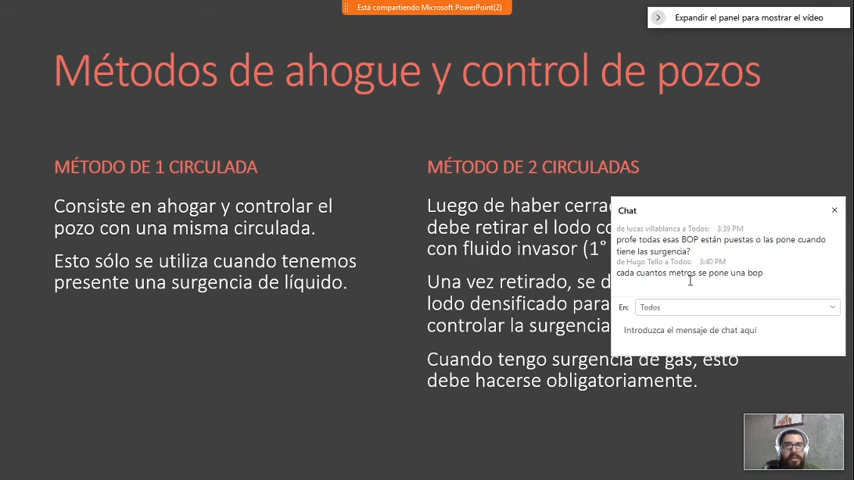 Está compartiendo Microsoft PowerPoint(2)
Expandir el panel para mostrar el vídeo
Métodos de ahogue y control de pozos
MÉTODO DE 1 CIRCULADA
Consiste en ahogar y controlar el
pozo con una misma circulada.
Esto sólo se utiliza cuando tenemos
presente una surgencia de líquido.
MÉTODO DE 2 CIRCULADAS
Luego de haber cerra
debe retirar el lodo co
con fluido invasor (1°
Una vez retirado, se d
lodo densificado para
controlar la surgencia
Cuando tengo surgencia de gas, esto
debe hacerse obligatoriamente.
Chat
de lucas villablanca a Todos: 3:39 PM
profe todas esas BOP están puestas o las pone cuando
tiene las surgencia?
de Hugo Tello a Todos: 3:40 PM
cada cuantos metros se pone una bop
En: Todos
Introduzca el mensaje de chat aquí